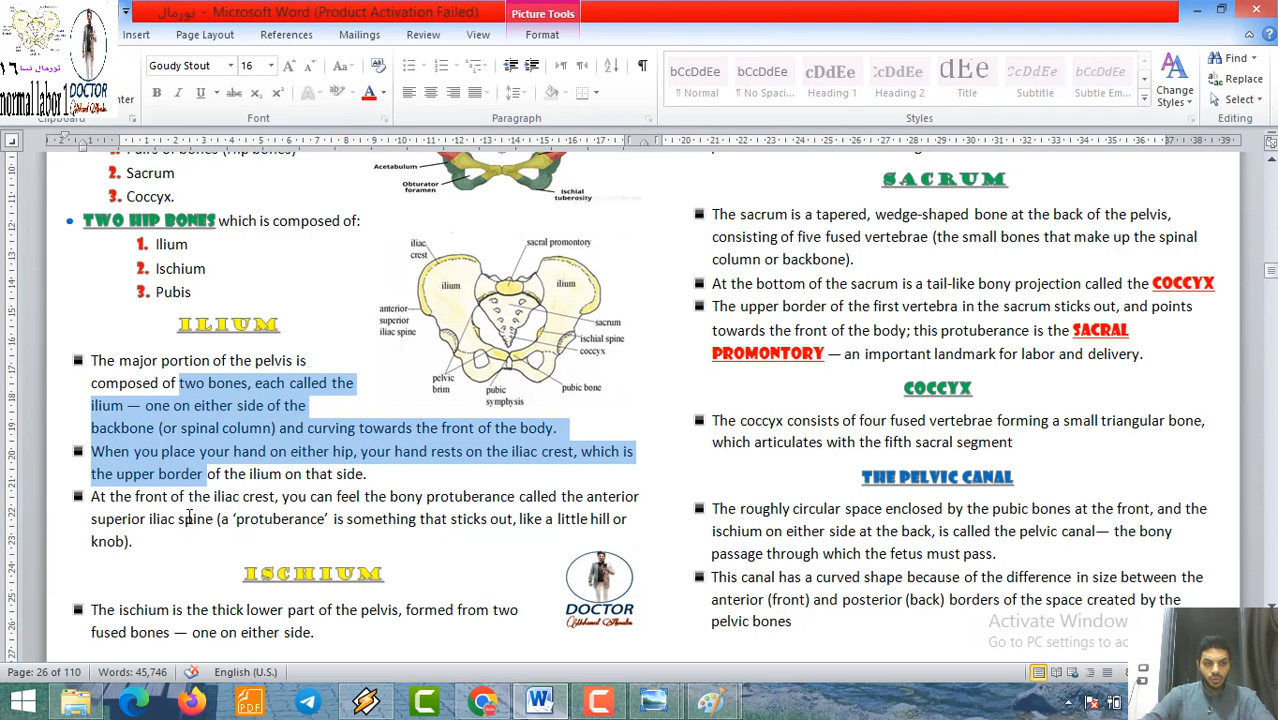 نورمال - Microsoft Word (Product Activation Failed)
Picture Tools
Insert
Page Layout
References
Mailings
Review
View
Format
نورمال نسا ١٦
normal labor 1
DOCTOR
Goudy Stout
16
Aa
B I U abc x₂ x² A
Font
Paragraph
bCcDdEe
¶ Normal
bCcDdEe
¶ No Spaci...
cDdEe
Heading 1
bCcDdEe
Heading 2
dEe
Title
cCcDdEe
Subtitle
bCcDdEe
Subtle Em...
Change
Styles
Styles
Find
Replace
Select
Editing
2. Sacrum
3. Coccyx.
TWO HIP BONES which is composed of:
1. Ilium
2. Ischium
3. Pubis
Acetabulum
Obturator
foramen
Ischial
tuberosity
iliac
crest
sacral promontory
ilium
ilium
anterior
superior
iliac spine
sacrum
ischial spine
coccyx
pelvic
brim
pubic
symphysis
pubic bone
ILIUM
The major portion of the pelvis is
composed of two bones, each called the
ilium — one on either side of the
backbone (or spinal column) and curving towards the front of the body.
When you place your hand on either hip, your hand rests on the iliac crest, which is
the upper border of the ilium on that side.
At the front of the iliac crest, you can feel the bony protuberance called the anterior
superior iliac spine (a ‘protuberance’ is something that sticks out, like a little hill or
knob).
ISCHIUM
The ischium is the thick lower part of the pelvis, formed from two
fused bones — one on either side.
DOCTOR
SACRUM
The sacrum is a tapered, wedge-shaped bone at the back of the pelvis,
consisting of five fused vertebrae (the small bones that make up the spinal
column or backbone).
At the bottom of the sacrum is a tail-like bony projection called the COCCYX
The upper border of the first vertebra in the sacrum sticks out, and points
towards the front of the body; this protuberance is the SACRAL
PROMONTORY — an important landmark for labor and delivery.
COCCYX
The coccyx consists of four fused vertebrae forming a small triangular bone,
which articulates with the fifth sacral segment
THE PELVIC CANAL
The roughly circular space enclosed by the pubic bones at the front, and the
ischium on either side at the back, is called the pelvic canal— the bony
passage through which the fetus must pass.
This canal has a curved shape because of the difference in size between the
anterior (front) and posterior (back) borders of the space created by the
pelvic bones
Activate Window
Go to PC settings to ac
Page: 26 of 110
Words: 45,746
English (U.S.)